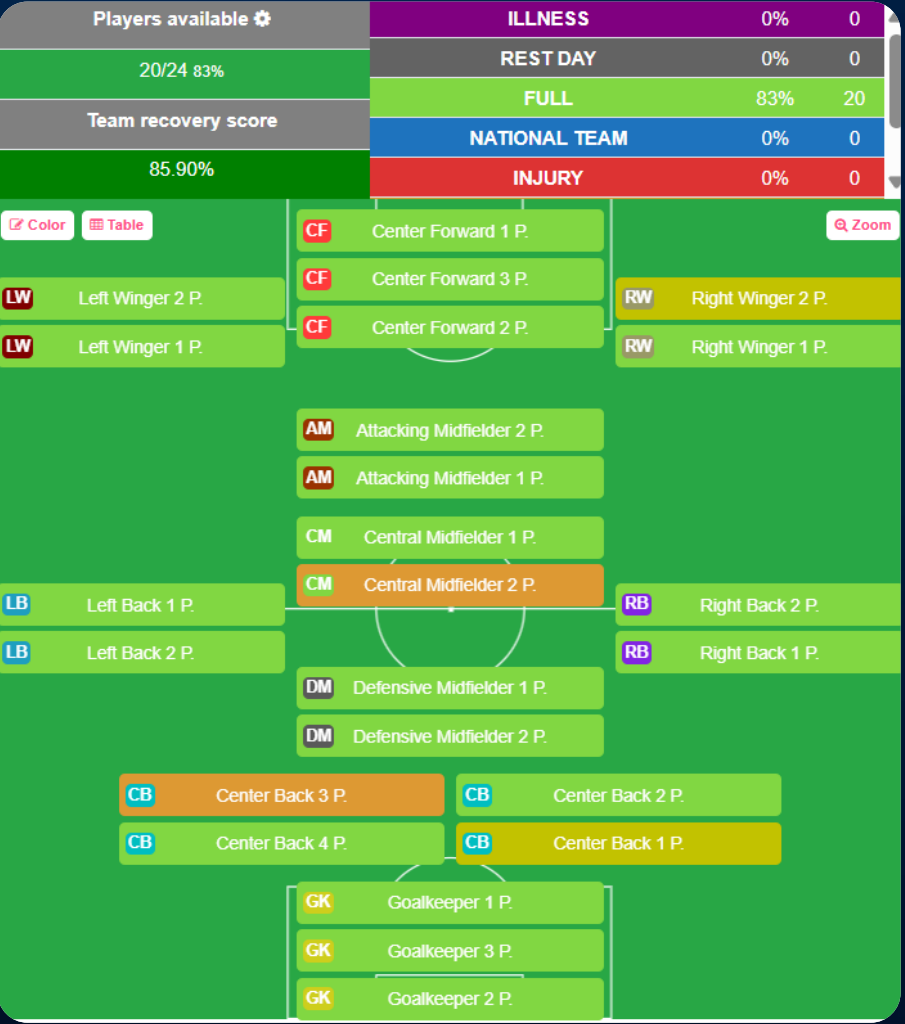 Players available
20/24 83%
Team recovery score
85.90%
ILLNESS 0% 0
REST DAY 0% 0
FULL 83% 20
NATIONAL TEAM 0% 0
INJURY 0% 0
Color Table Zoom
CF Center Forward 1 P.
CF Center Forward 3 P.
CF Center Forward 2 P.
LW Left Winger 2 P.
LW Left Winger 1 P.
RW Right Winger 2 P.
RW Right Winger 1 P.
AM Attacking Midfielder 2 P.
AM Attacking Midfielder 1 P.
CM Central Midfielder 1 P.
CM Central Midfielder 2 P.
LB Left Back 1 P.
LB Left Back 2 P.
RB Right Back 2 P.
RB Right Back 1 P.
DM Defensive Midfielder 1 P.
DM Defensive Midfielder 2 P.
CB Center Back 3 P.
CB Center Back 2 P.
CB Center Back 4 P.
CB Center Back 1 P.
GK Goalkeeper 1 P.
GK Goalkeeper 3 P.
GK Goalkeeper 2 P.